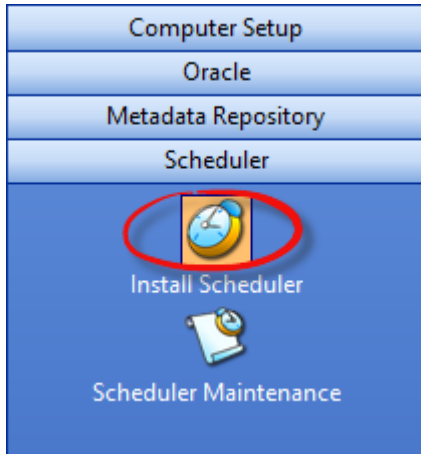 Computer Setup
Oracle
Metadata Repository
Scheduler
Install Scheduler
Scheduler Maintenance